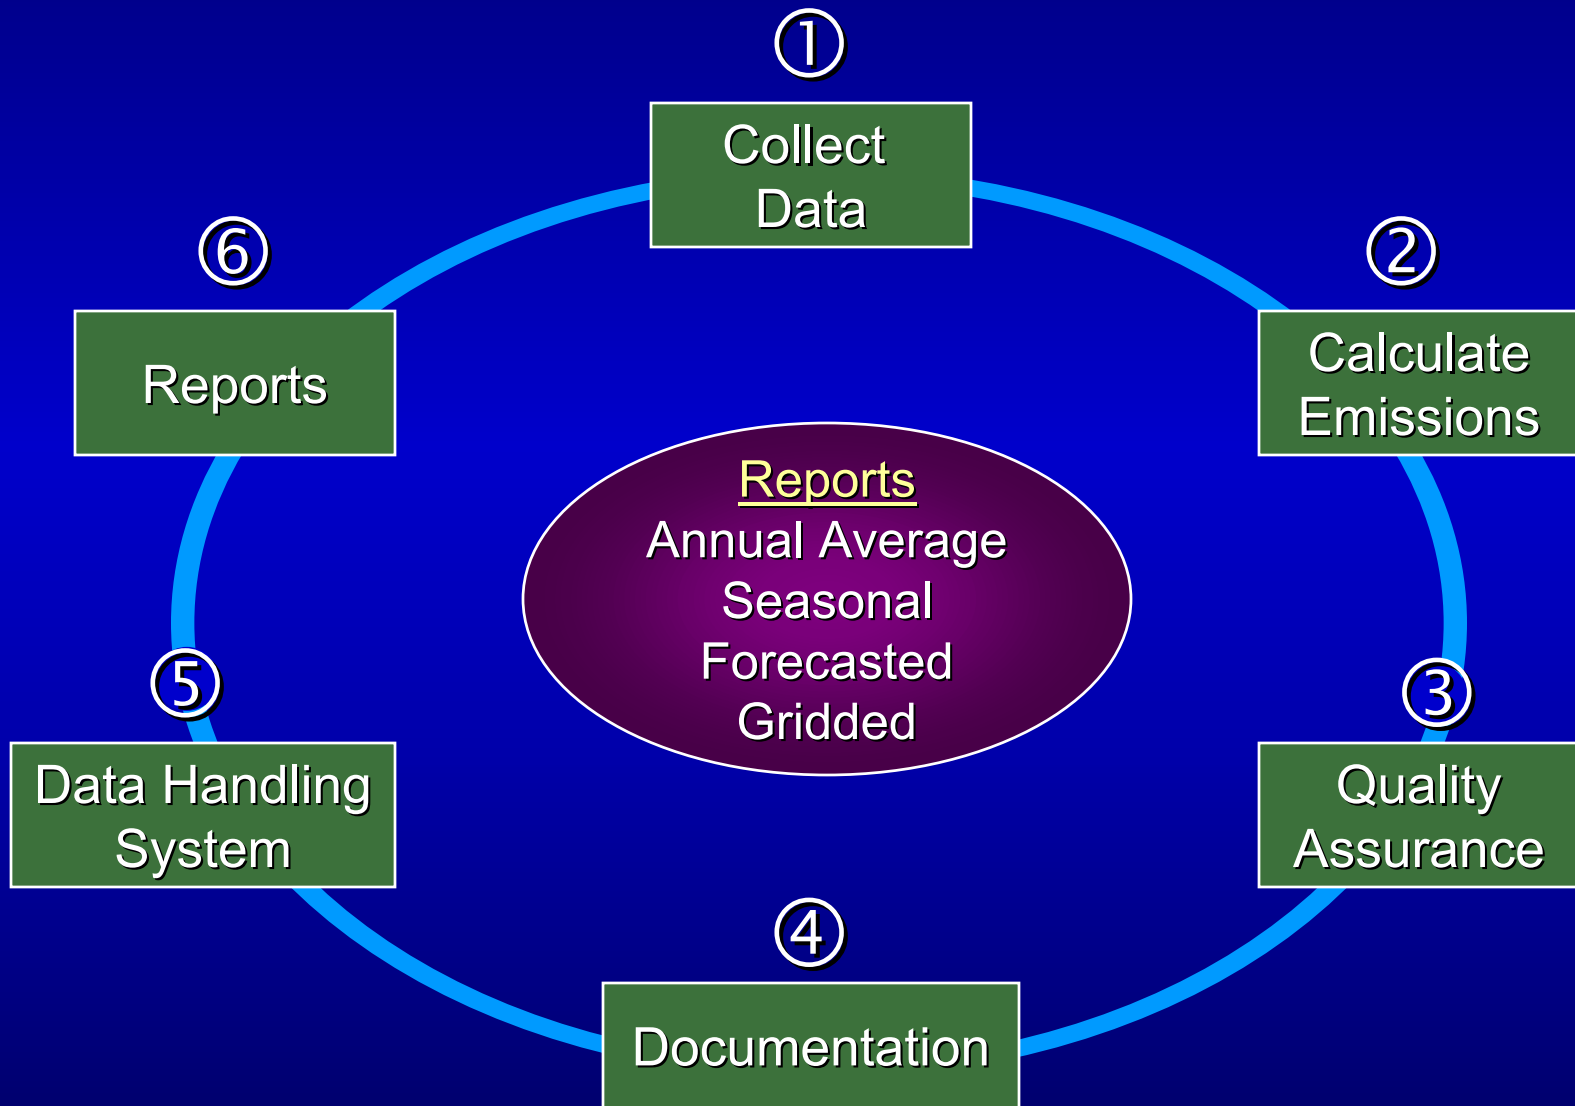 ①
Collect
Data
②
Calculate
Emissions
③
Quality
Assurance
④
Documentation
⑤
Data Handling
System
⑥
Reports
Reports
Annual Average
Seasonal
Forecasted
Gridded